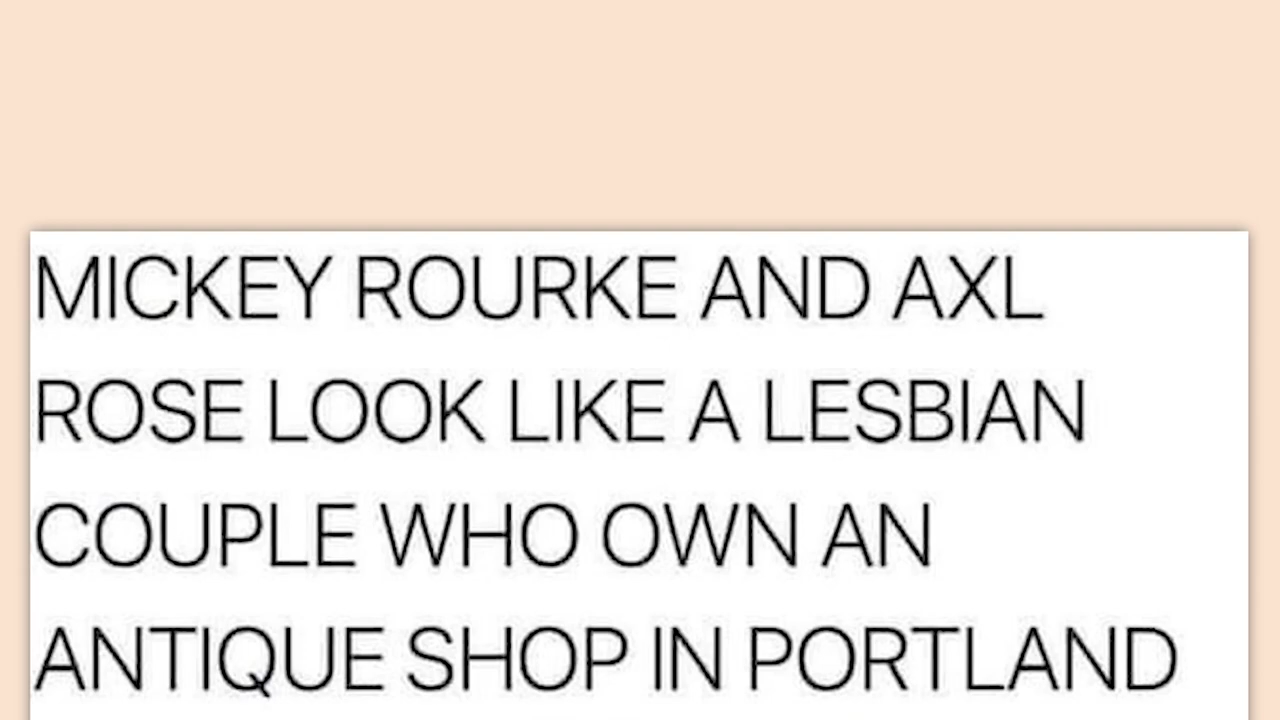 MICKEY ROURKE AND AXL
ROSE LOOK LIKE A LESBIAN
COUPLE WHO OWN AN
ANTIQUE SHOP IN PORTLAND